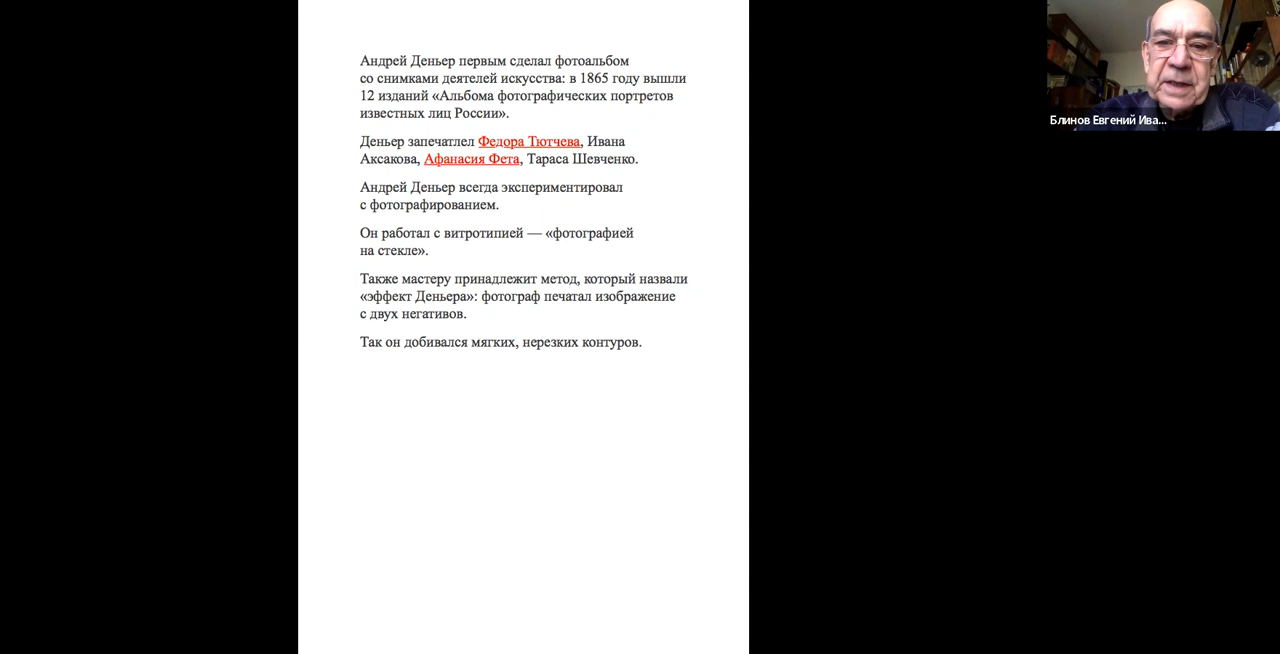 Андрей Деньер первым сделал фотоальбом
со снимками деятелей искусства: в 1865 году вышли
12 изданий «Альбома фотографических портретов
известных лиц России».
Деньер запечатлел Федора Тютчева, Ивана
Аксакова, Афанасия Фета, Тараса Шевченко.
Андрей Деньер всегда экспериментировал
с фотографированием.
Он работал с витротипией — «фотографией
на стекле».
Также мастеру принадлежит метод, который назвали
«эффект Деньера»: фотограф печатал изображение
с двух негативов.
Так он добивался мягких, нерезких контуров.
Блинов Евгений Ива...